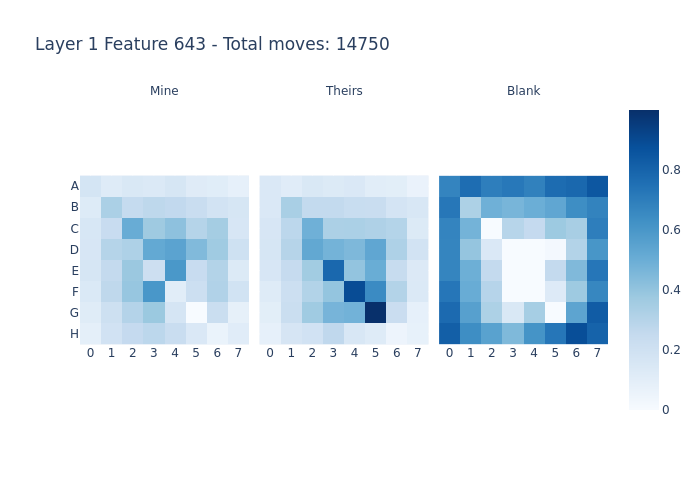 Layer 1 Feature 643 - Total moves: 14750
Mine Theirs Blank
A
B
C
D
E
F
G
H
0 1 2 3 4 5 6 7 0 1 2 3 4 5 6 7 0 1 2 3 4 5 6 7
0.8
0.6
0.4
0.2
0